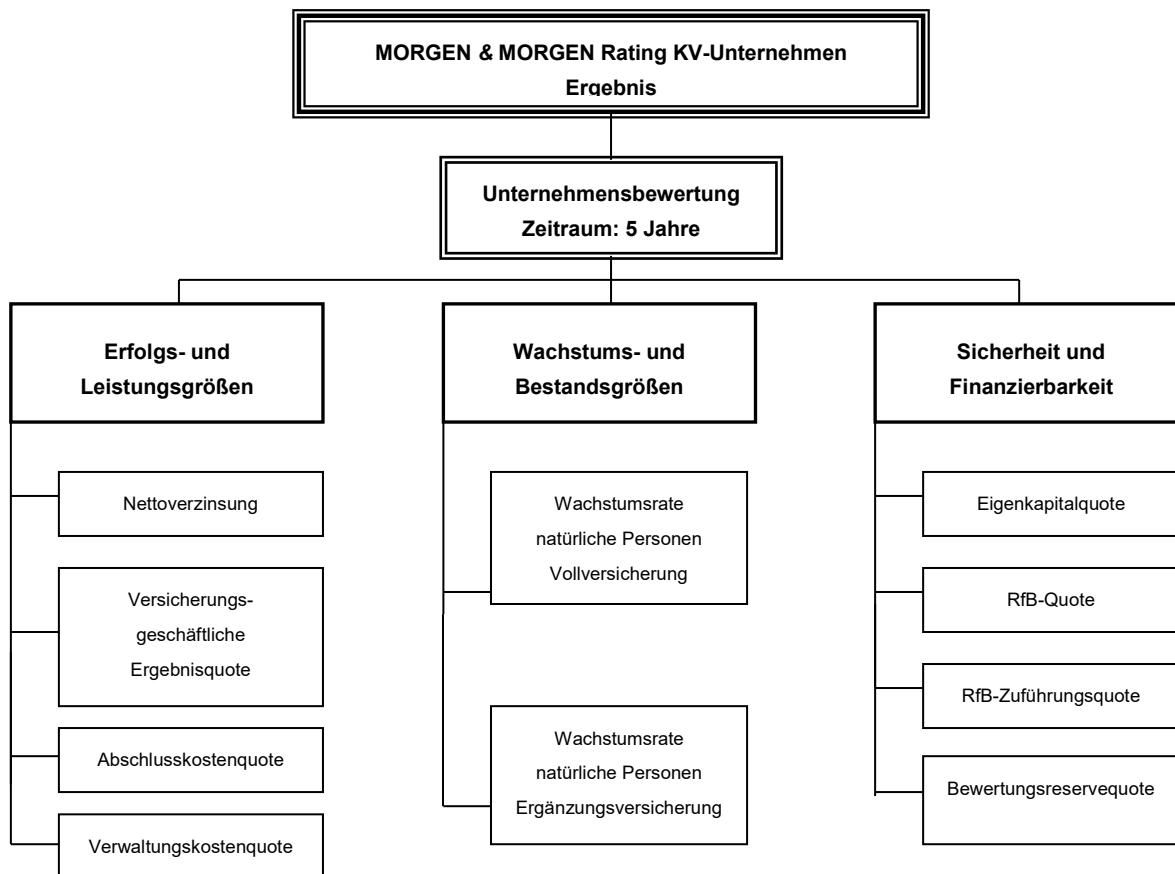 MORGEN & MORGEN Rating KV-Unternehmen
Ergebnis
Unternehmensbewertung
Zeitraum: 5 Jahre
Erfolgs- und
Leistungsgrößen
Nettoverzinsung
Versicherungs-
geschäftliche
Ergebnisquote
Abschlusskostenquote
Verwaltungskostenquote
Wachstums- und
Bestandsgrößen
Wachstumsrate
natürliche Personen
Vollversicherung
Wachstumsrate
natürliche Personen
Ergänzungsversicherung
Sicherheit und
Finanzierbarkeit
Eigenkapitalquote
RfB-Quote
RfB-Zuführungsquote
Bewertungsreservequote